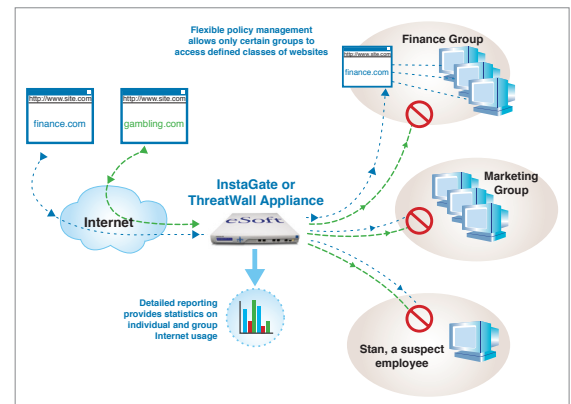 Flexible policy management
allows only certain groups to
access defined classes of websites
Finance Group
http://www.site.com
finance.com
http://www.site.com
finance.com
http://www.site.com
gambling.com
InstaGate or
ThreatWall Appliance
Internet
eSoft
Marketing
Group
Detailed reporting
provides statistics on
individual and group
Internet usage
Stan, a suspect
employee